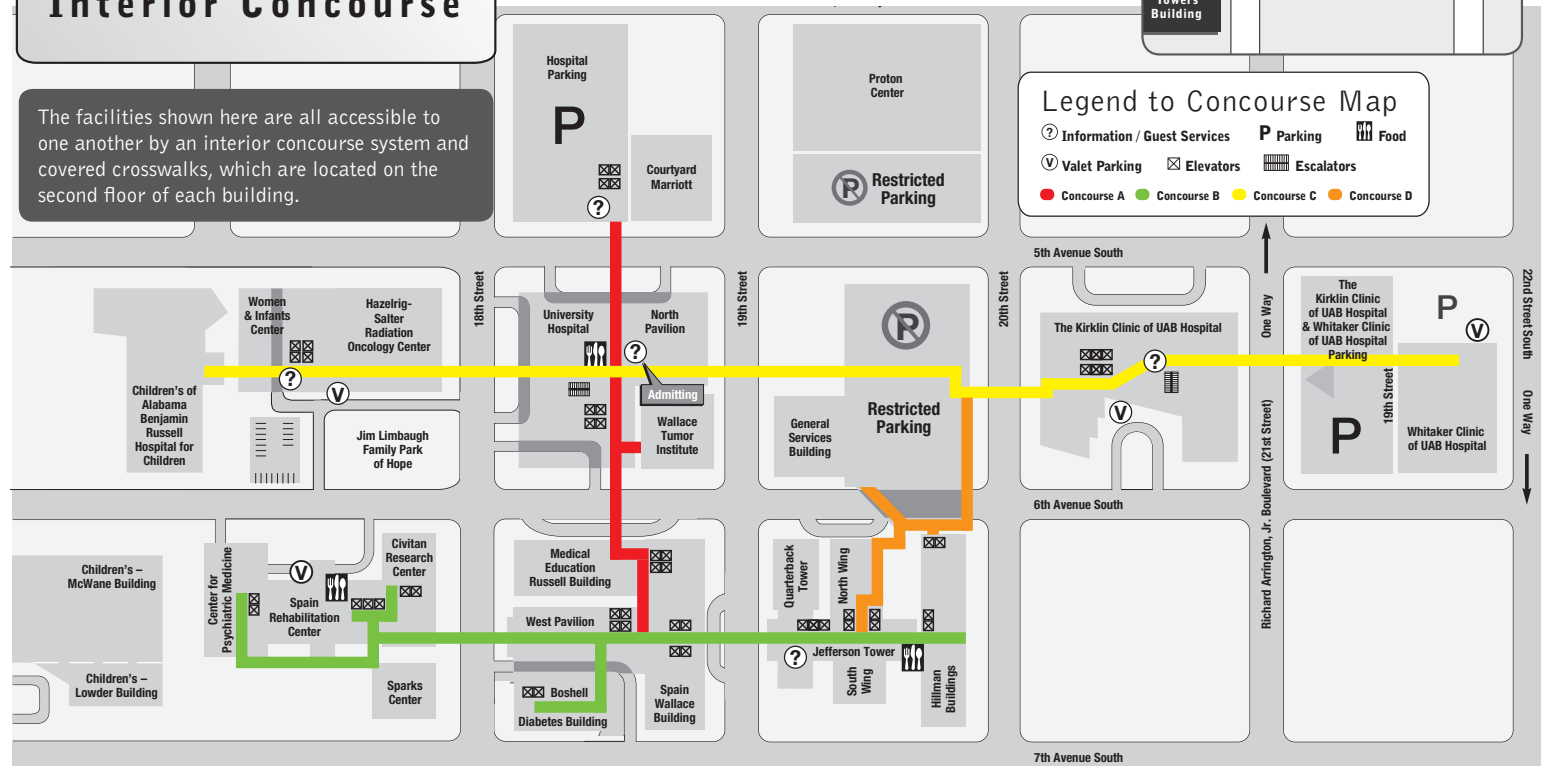 Interior Concourse
The facilities shown here are all accessible to
one another by an interior concourse system and
covered crosswalks, which are located on the
second floor of each building.
Towers
Building
Legend to Concourse Map
? Information / Guest Services
P Parking
Food
V Valet Parking
Elevators
Escalators
Concourse A
Concourse B
Concourse C
Concourse D
Hospital
Parking
P
Courtyard
Marriott
?
Proton
Center
P
Restricted
Parking
5th Avenue South
18th Street
19th Street
20th Street
One Way
22nd Street South
One Way
Richard Arrington, Jr. Boulevard (21st Street)
Women
& Infants
Center
Hazelrig-
Salter
Radiation
Oncology Center
?
V
Children's of
Alabama
Benjamin
Russell
Hospital for
Children
Jim Limbaugh
Family Park
of Hope
University
Hospital
North
Pavilion
?
Admitting
Wallace
Tumor
Institute
P
General
Services
Building
Restricted
Parking
The Kirklin Clinic of UAB Hospital
?
V
The
Kirklin Clinic
of UAB Hospital
& Whitaker Clinic
of UAB Hospital
Parking
P
V
19th Street
P
Whitaker Clinic
of UAB Hospital
6th Avenue South
Children's –
McWane Building
Children's –
Lowder Building
Center for
Psychiatric Medicine
V
Spain
Rehabilitation
Center
Civitan
Research
Center
Sparks
Center
Medical
Education
Russell Building
West Pavilion
Boshell
Diabetes Building
Spain
Wallace
Building
Quarterback
Tower
North Wing
?
Jefferson Tower
South
Wing
Hillman
Buildings
7th Avenue South